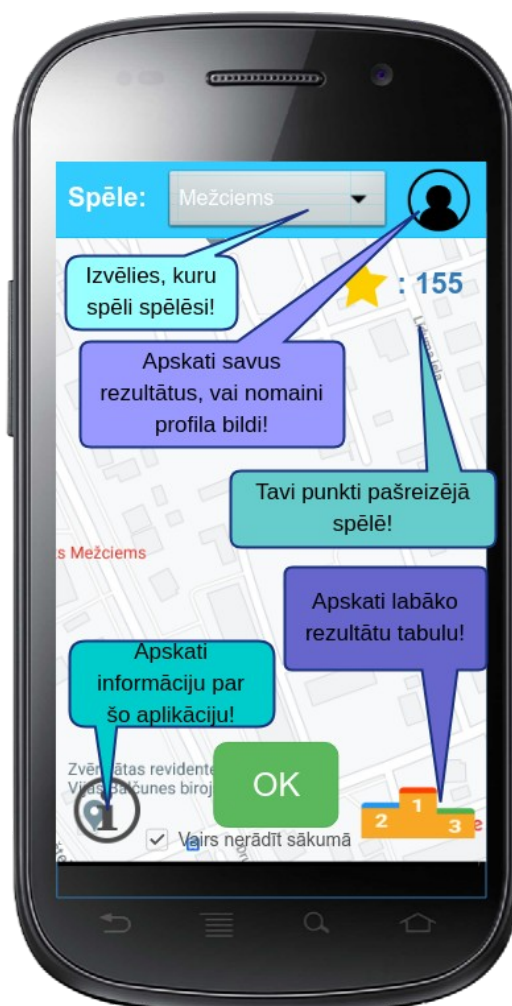 Spēle: Mežciems
Izvēlies, kuru
spēli spēlēsi!
: 155
Apskati savus
rezultātus, vai nomaini
profila bildi!
iela
Tavi punkti pašreizējā
spēlē!
s Mežciems
Apskati labāko
rezultātu tabulu!
Apskati
informāciju par
šo aplikāciju!
revidente
biroj
OK
i
2
1
3
Vairs nerādīt sākumā